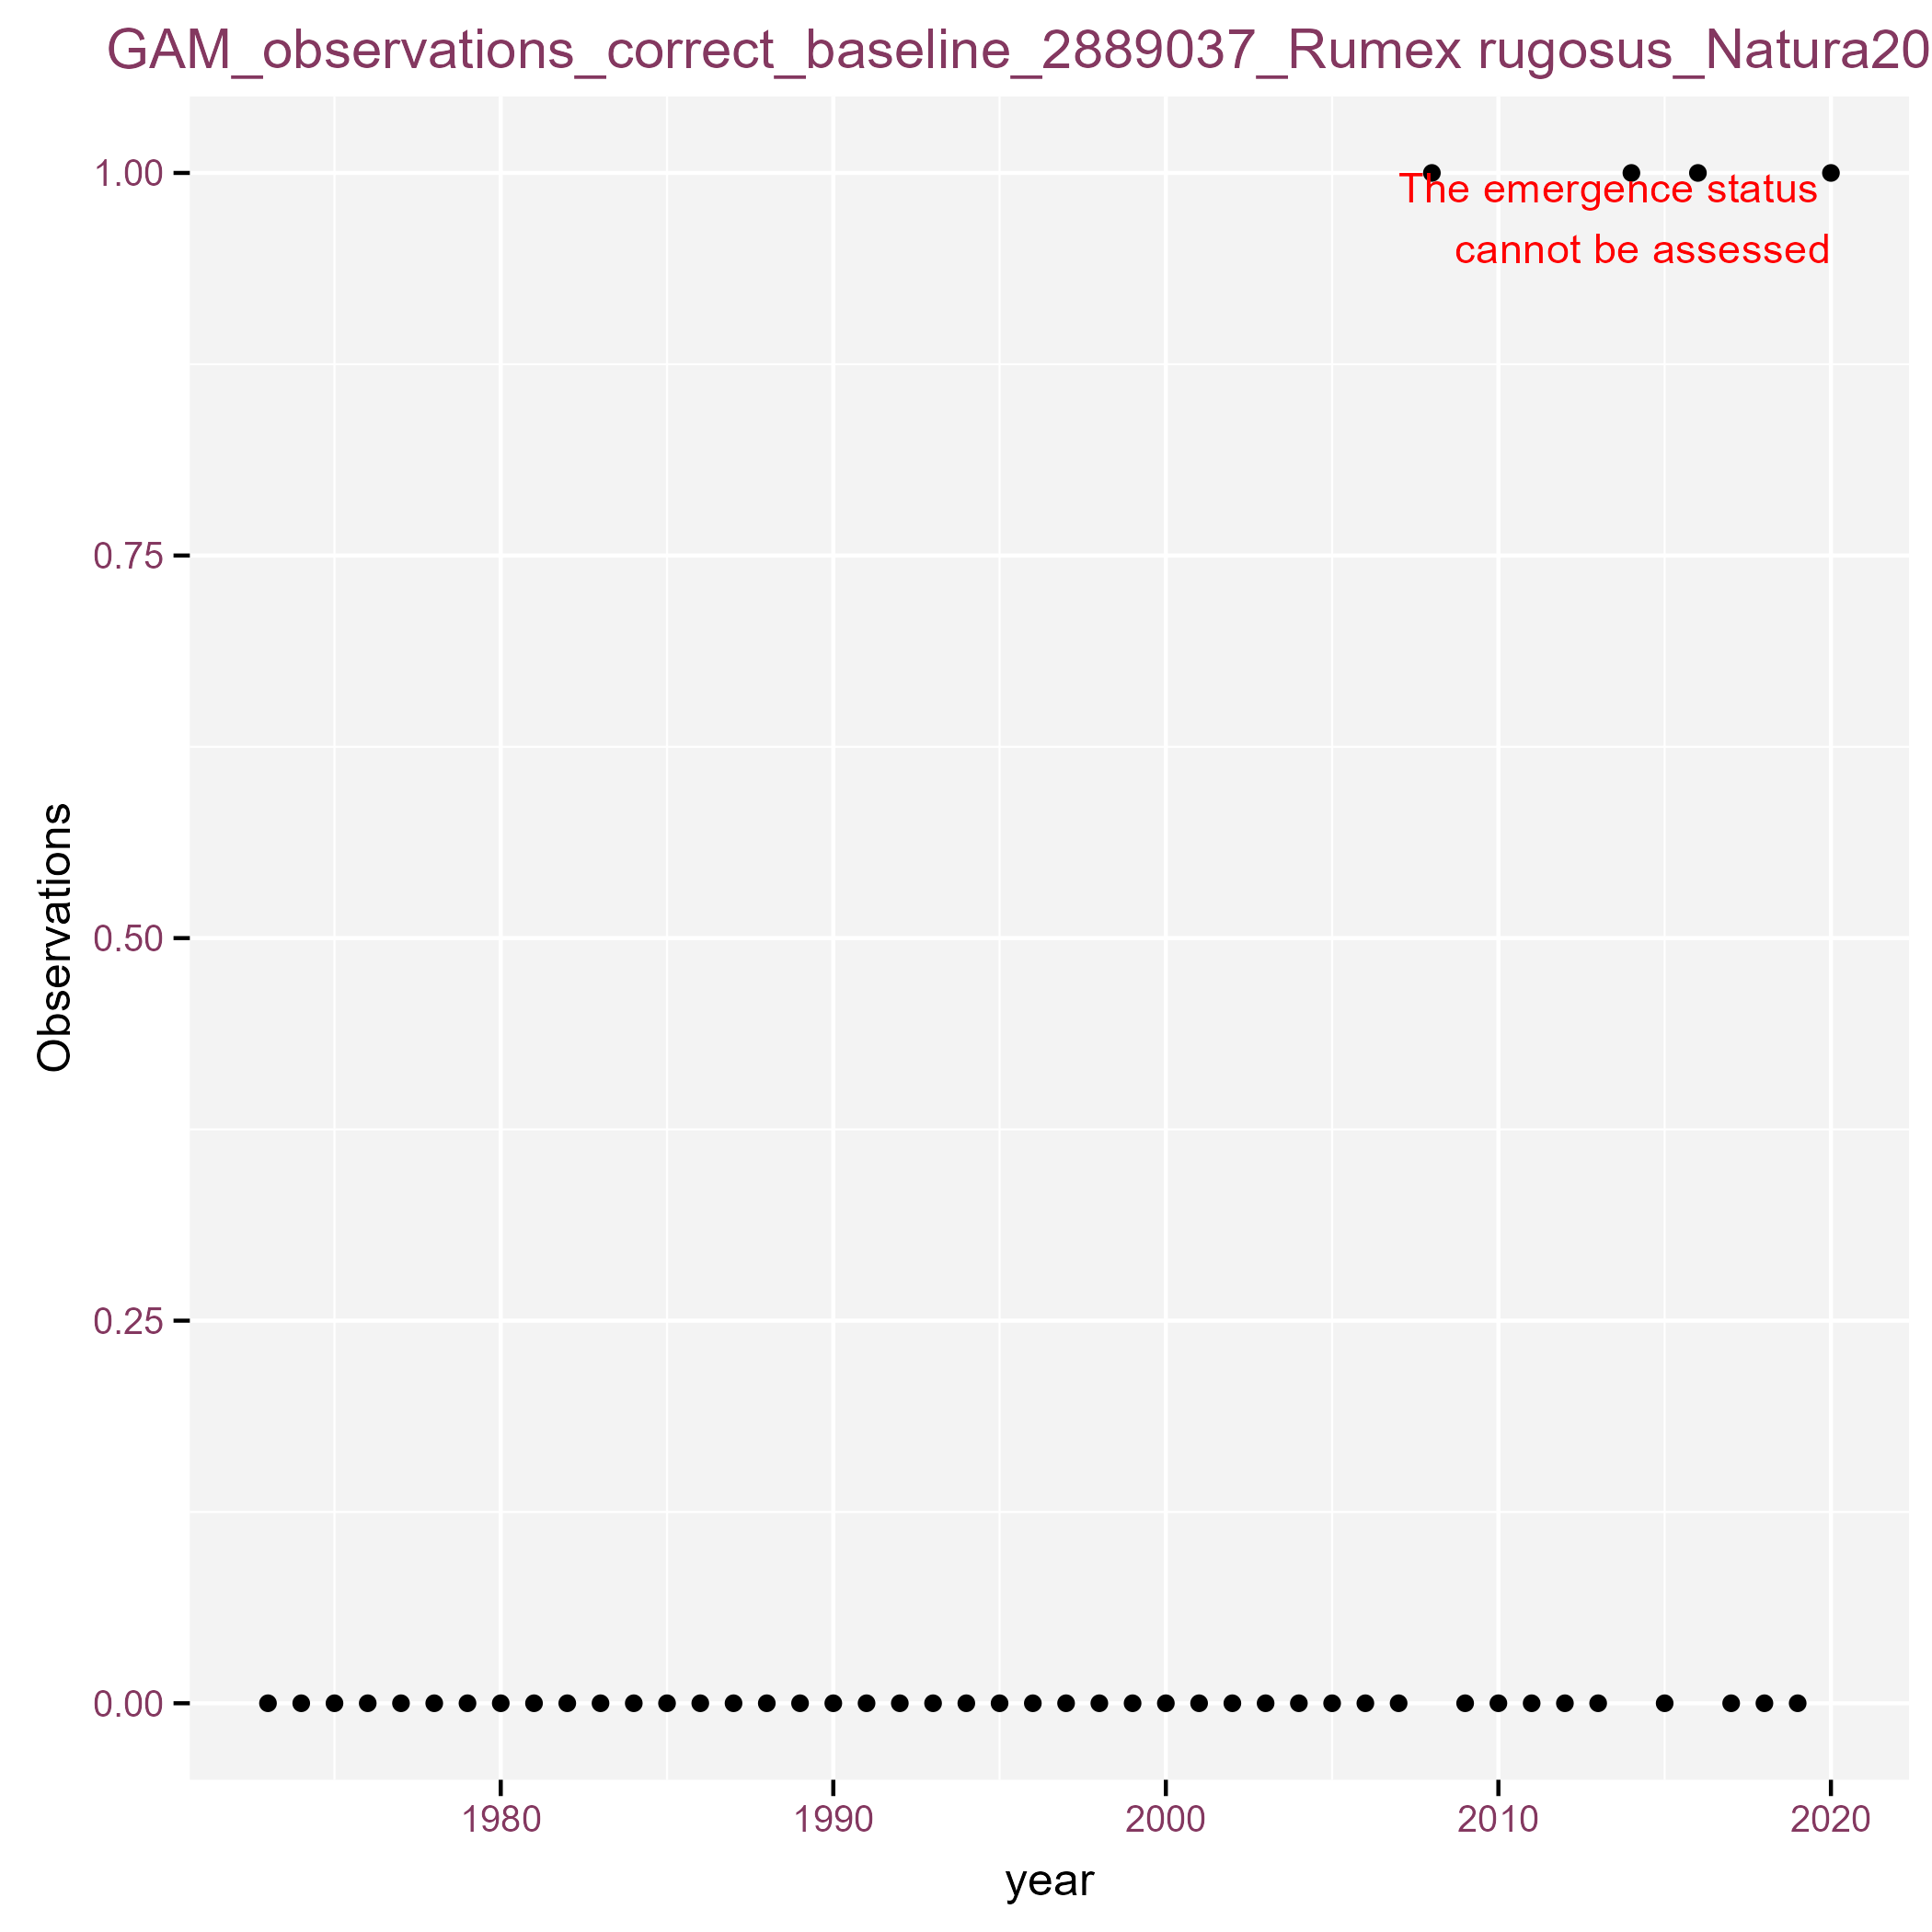 GAM_observations_correct_baseline_2889037_Rumex rugosus_Natura20
1.00
The emergence status
cannot be assessed
0.75
0.50
0.25
0.00
Observations
1980 1990 2000 2010 2020
year